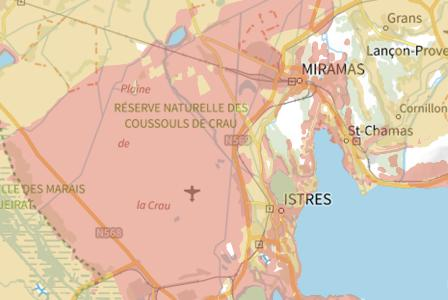 Grans
Lançon-Prove
MIRAMAS
Plaine
RÉSERVE NATURELLE DES
COUSSOULS DE CRAU
Cornillon
St-Chamas
N569
de
LLE DES MARAIS
UEIRAT
la Crau
ISTRES
N568